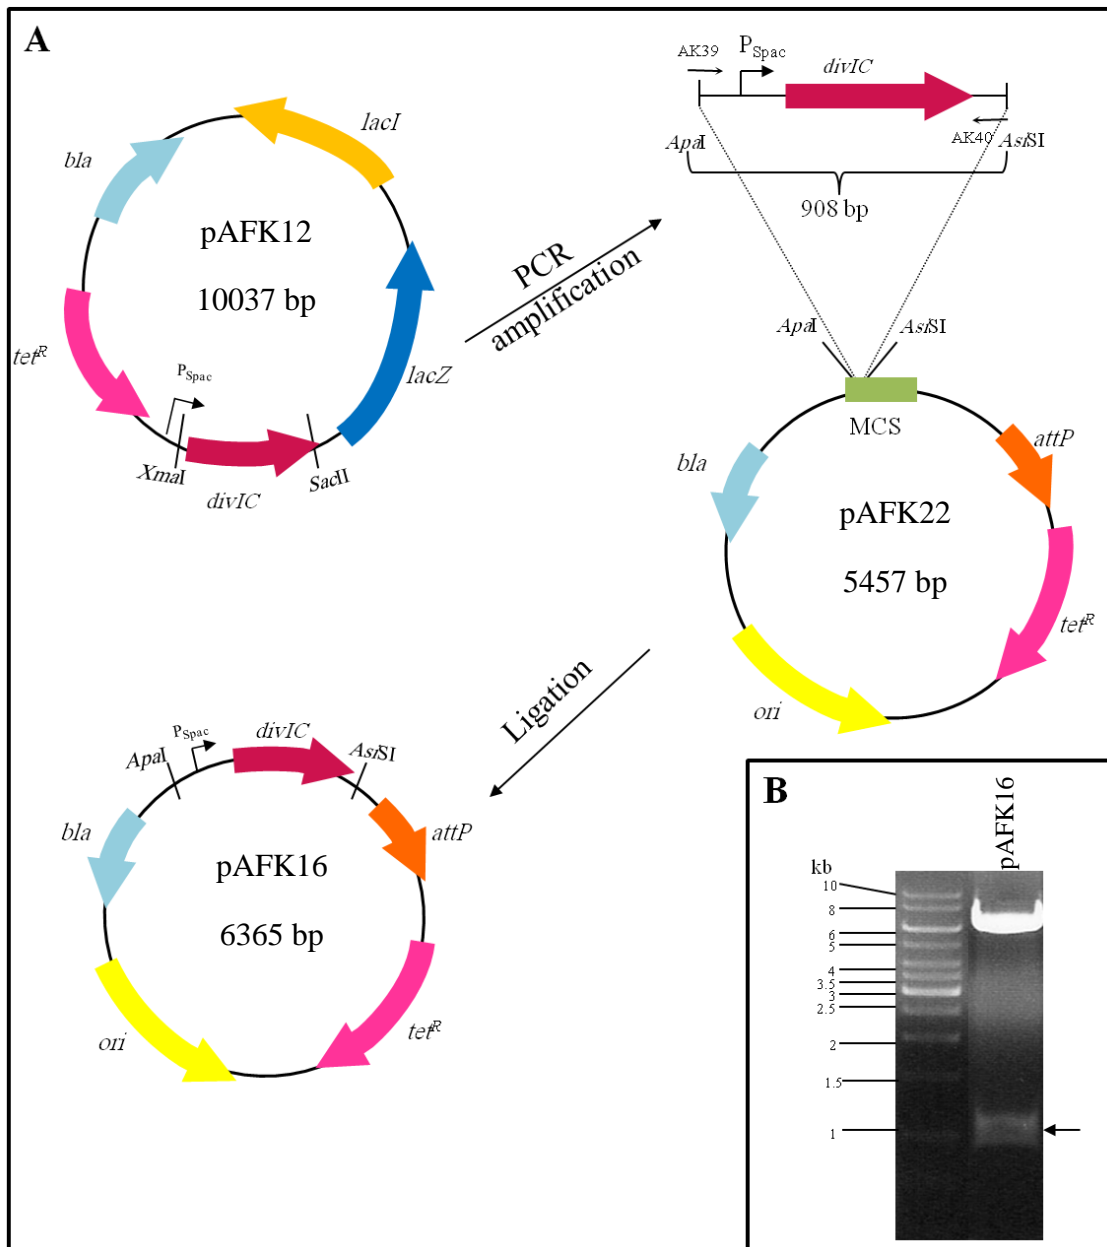 A
lacI
bla
pAFK12
10037 bp
tetR
PSpac
XmaI
divIC
SacII
lacZ
PCR
amplification
AK39
PSpac
divIC
ApaI
AK40
AsiSI
908 bp
ApaI
AsiSI
MCS
attP
bla
pAFK22
5457 bp
tetR
ori
Ligation
PSpac
divIC
ApaI
AsiSI
bla
attP
pAFK16
6365 bp
ori
tetR
B
pAFK16
kb
10
8
6
5
4
3.5
3
2.5
2
1.5
1